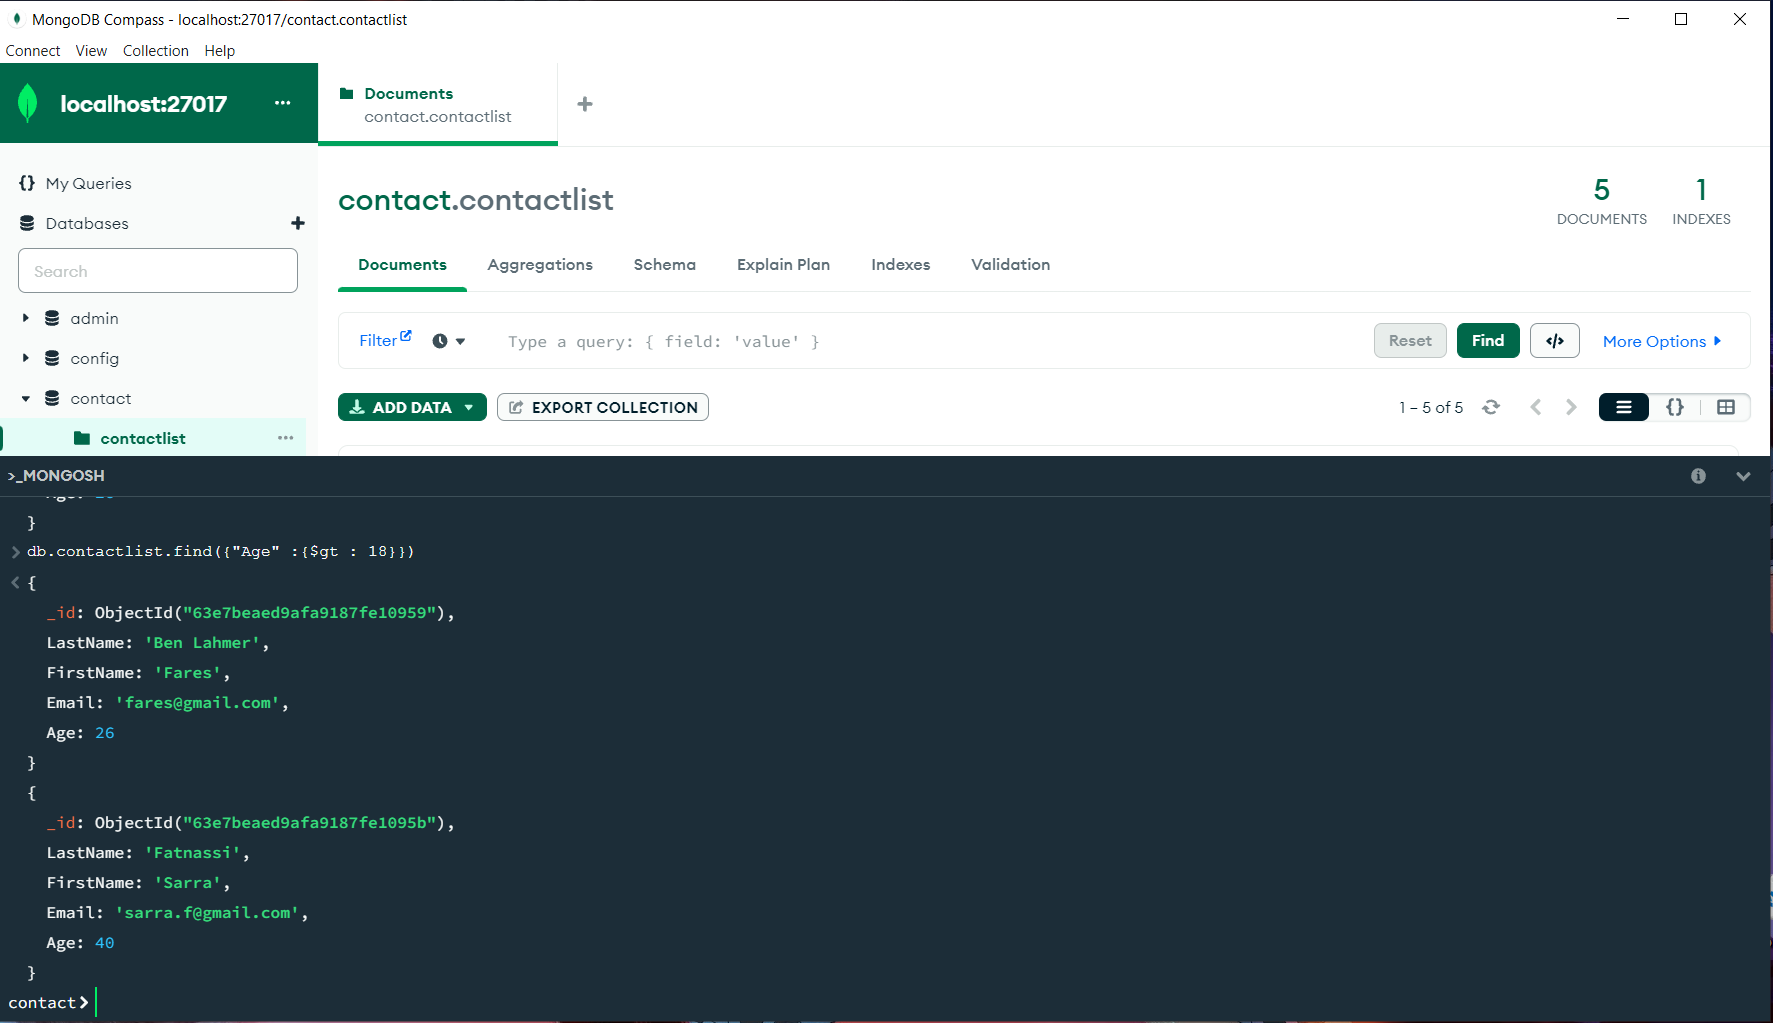 MongoDB Compass - localhost:27017/contact.contactlist
Connect View Collection Help
localhost:27017 ...
Documents
contact.contactlist
{} My Queries
Databases
Search
admin
config
contact
contactlist ...
contact.contactlist
5
DOCUMENTS
1
INDEXES
Documents Aggregations Schema Explain Plan Indexes Validation
Filter
Type a query: { field: 'value' }
Reset
Find
</>
More Options
ADD DATA
EXPORT COLLECTION
1 – 5 of 5
{}
>_MONGOSH
}
db.contactlist.find({"Age" :{$gt : 18}})
{
_id: ObjectId("63e7beaed9afa9187fe10959"),
LastName: 'Ben Lahmer',
FirstName: 'Fares',
Email: 'fares@gmail.com',
Age: 26
}
{
_id: ObjectId("63e7beaed9afa9187fe1095b"),
LastName: 'Fatnassi',
FirstName: 'Sarra',
Email: 'sarra.f@gmail.com',
Age: 40
}
contact>